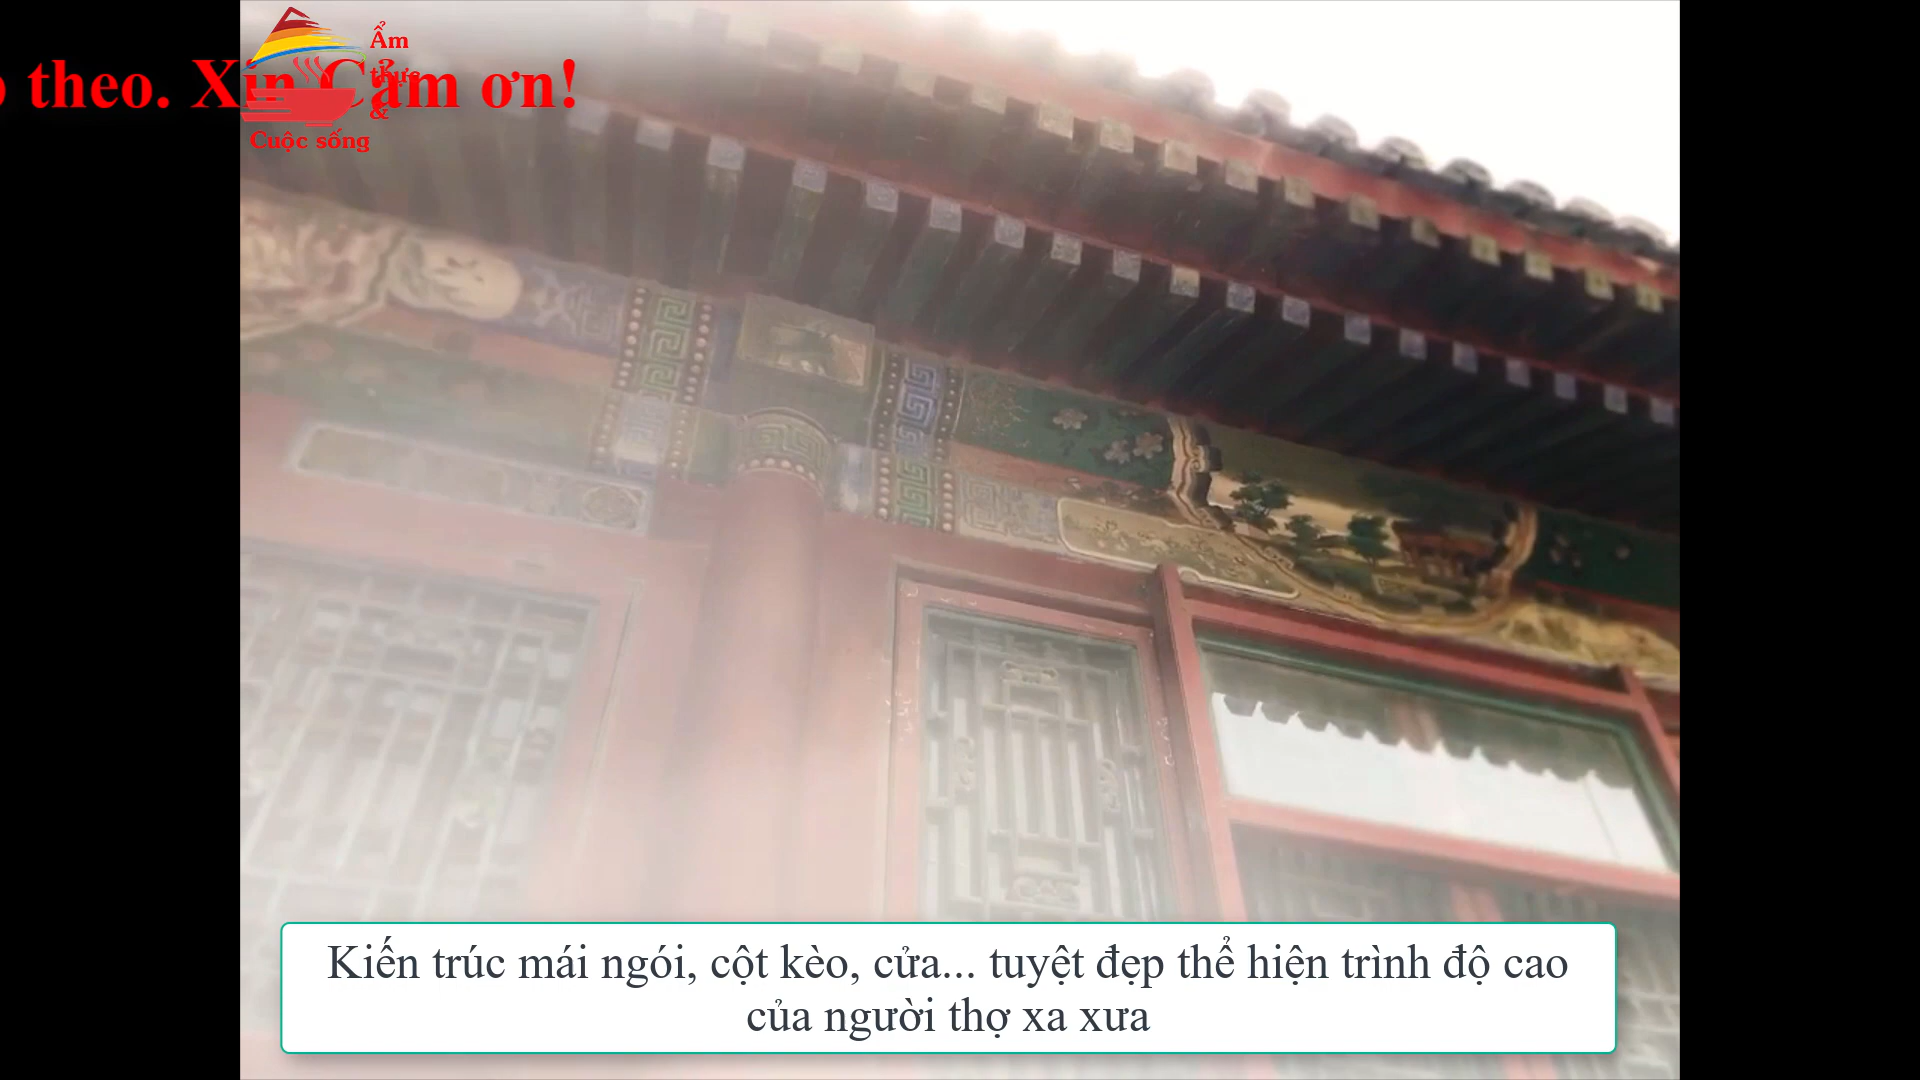 theo. Xin Cảm ơn!
Ẩm
thực
&
Cuộc sống
Kiến trúc mái ngói, cột kèo, cửa... tuyệt đẹp thể hiện trình độ cao
của người thợ xa xưa